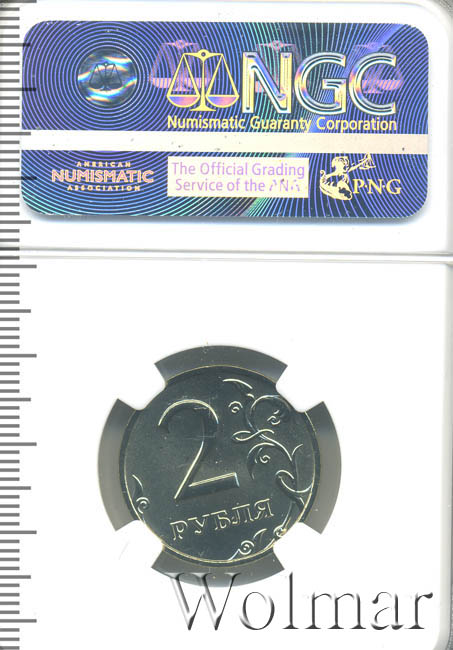 NGC
Numismatic Guaranty Corporation
AMERICAN
NUMISMATIC
ASSOCIATION
The Official Grading
Service of the ANA
P·N·G
2
РУБЛЯ
Wolmar